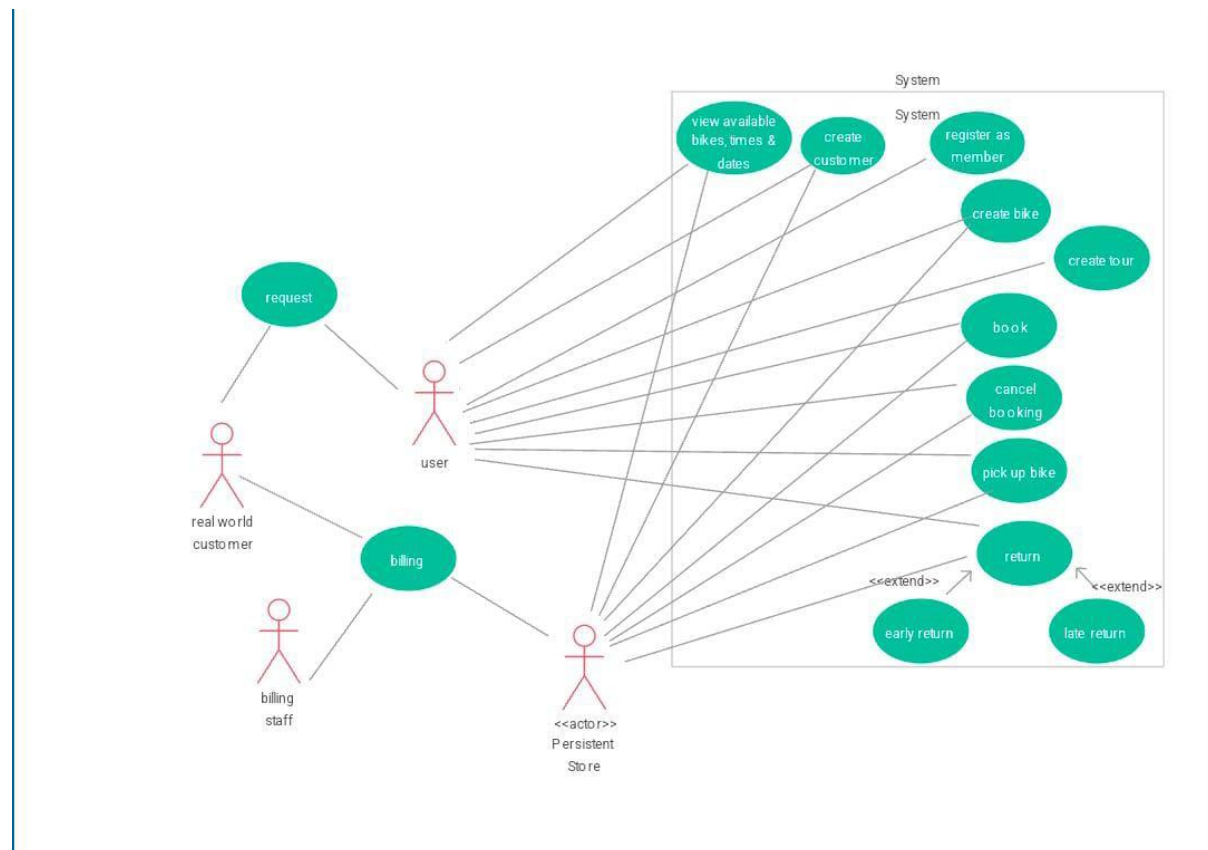 System
System
view available
bikes, times &
dates
create
customer
register as
member
create bike
create tour
request
book
cancel
booking
user
pick up bike
real world
customer
billing
return
<<extend>>
<<extend>>
early return
late return
billing
staff
<<actor>>
Persistent
Store